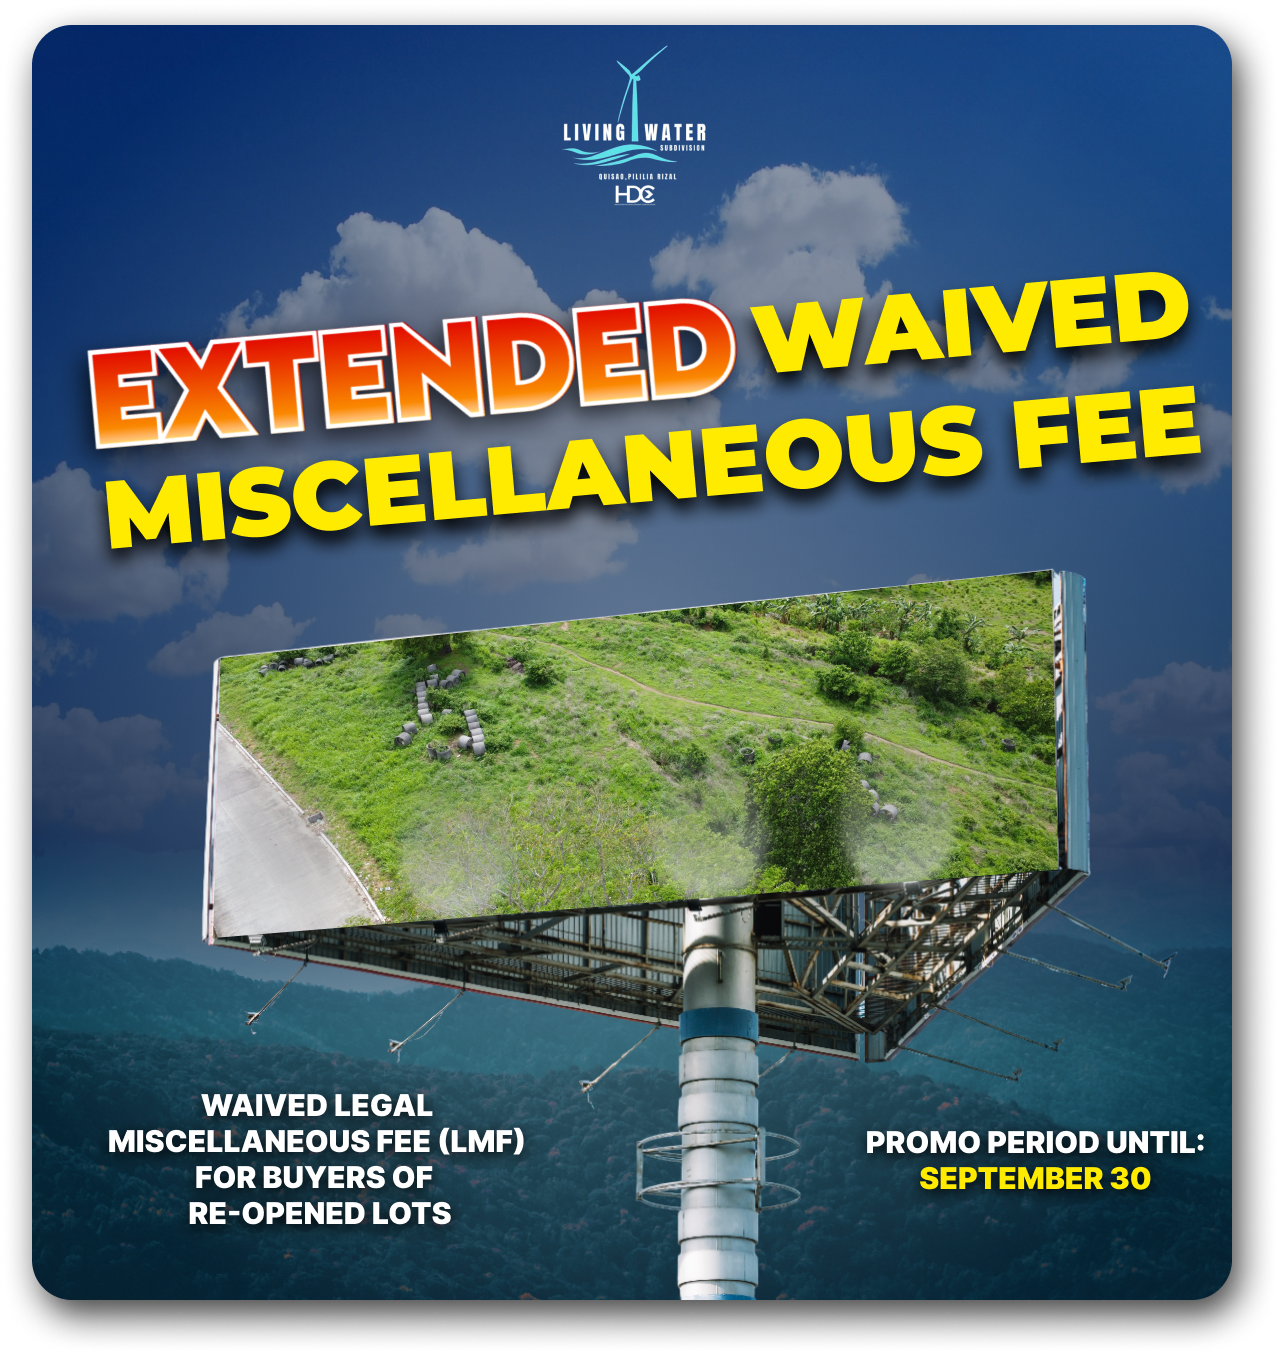 LIVING WATER
SUBDIVISION
QUISAO, PILILIA RIZAL
HDC
EXTENDED WAIVED
MISCELLANEOUS FEE
WAIVED LEGAL
MISCELLANEOUS FEE (LMF)
FOR BUYERS OF
RE-OPENED LOTS
PROMO PERIOD UNTIL:
SEPTEMBER 30